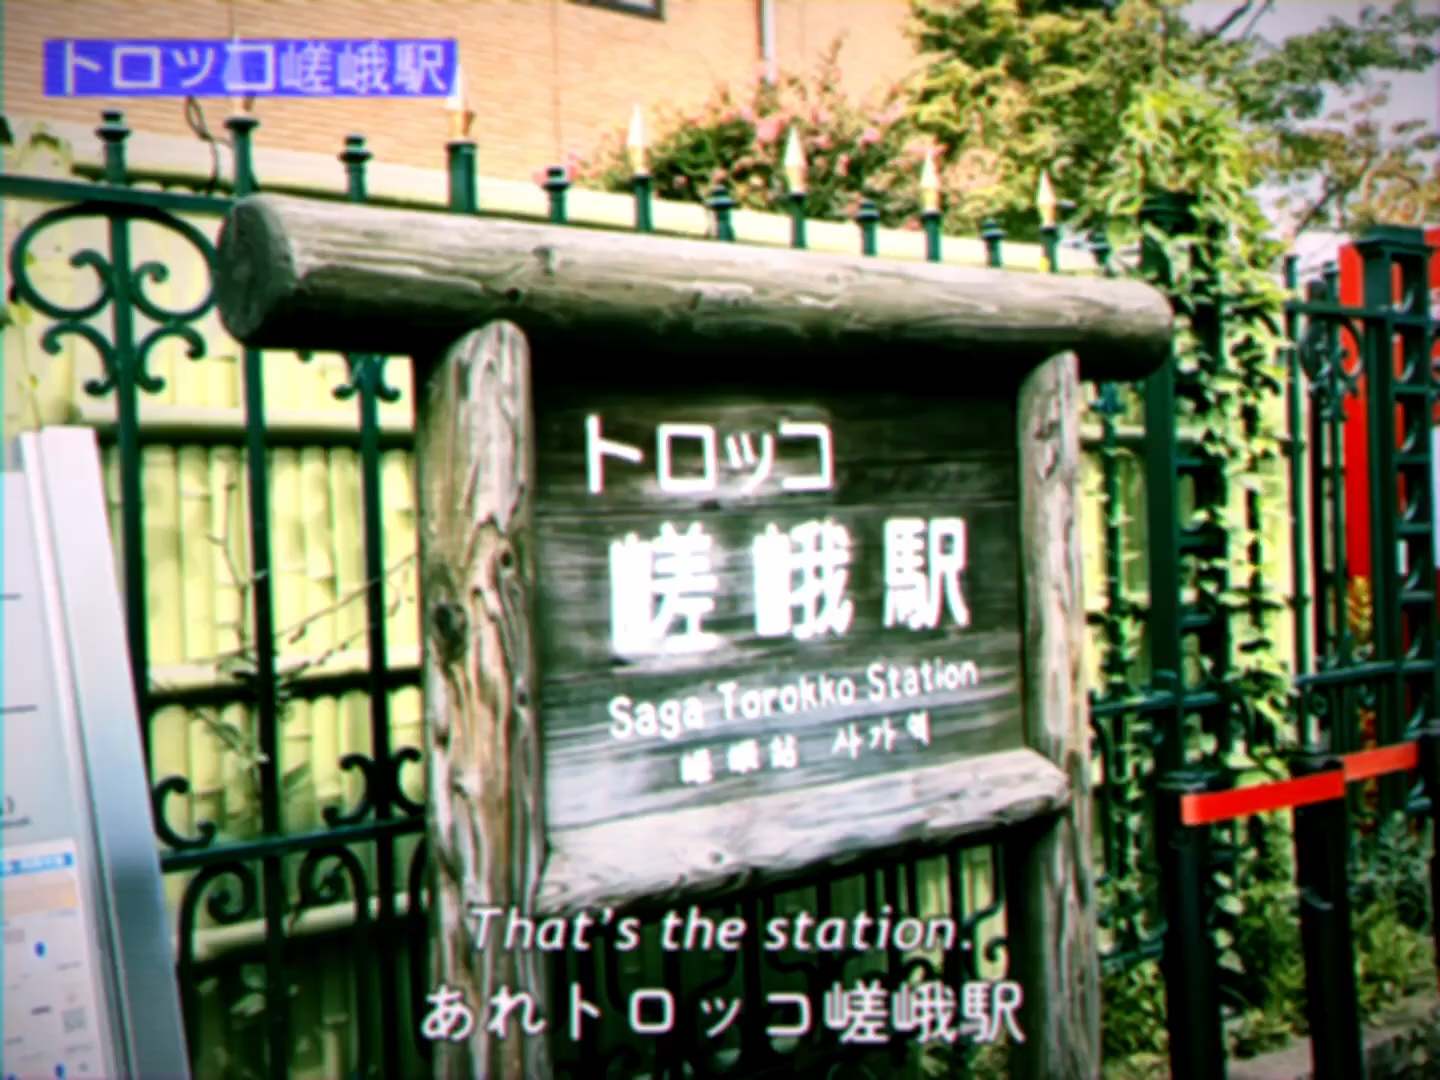 トロッコ嵯峨駅
トロッコ
嵯峨駅
Saga Torokko Station
嵯峨站 사가역
That's the station.
あれトロッコ嵯峨駅